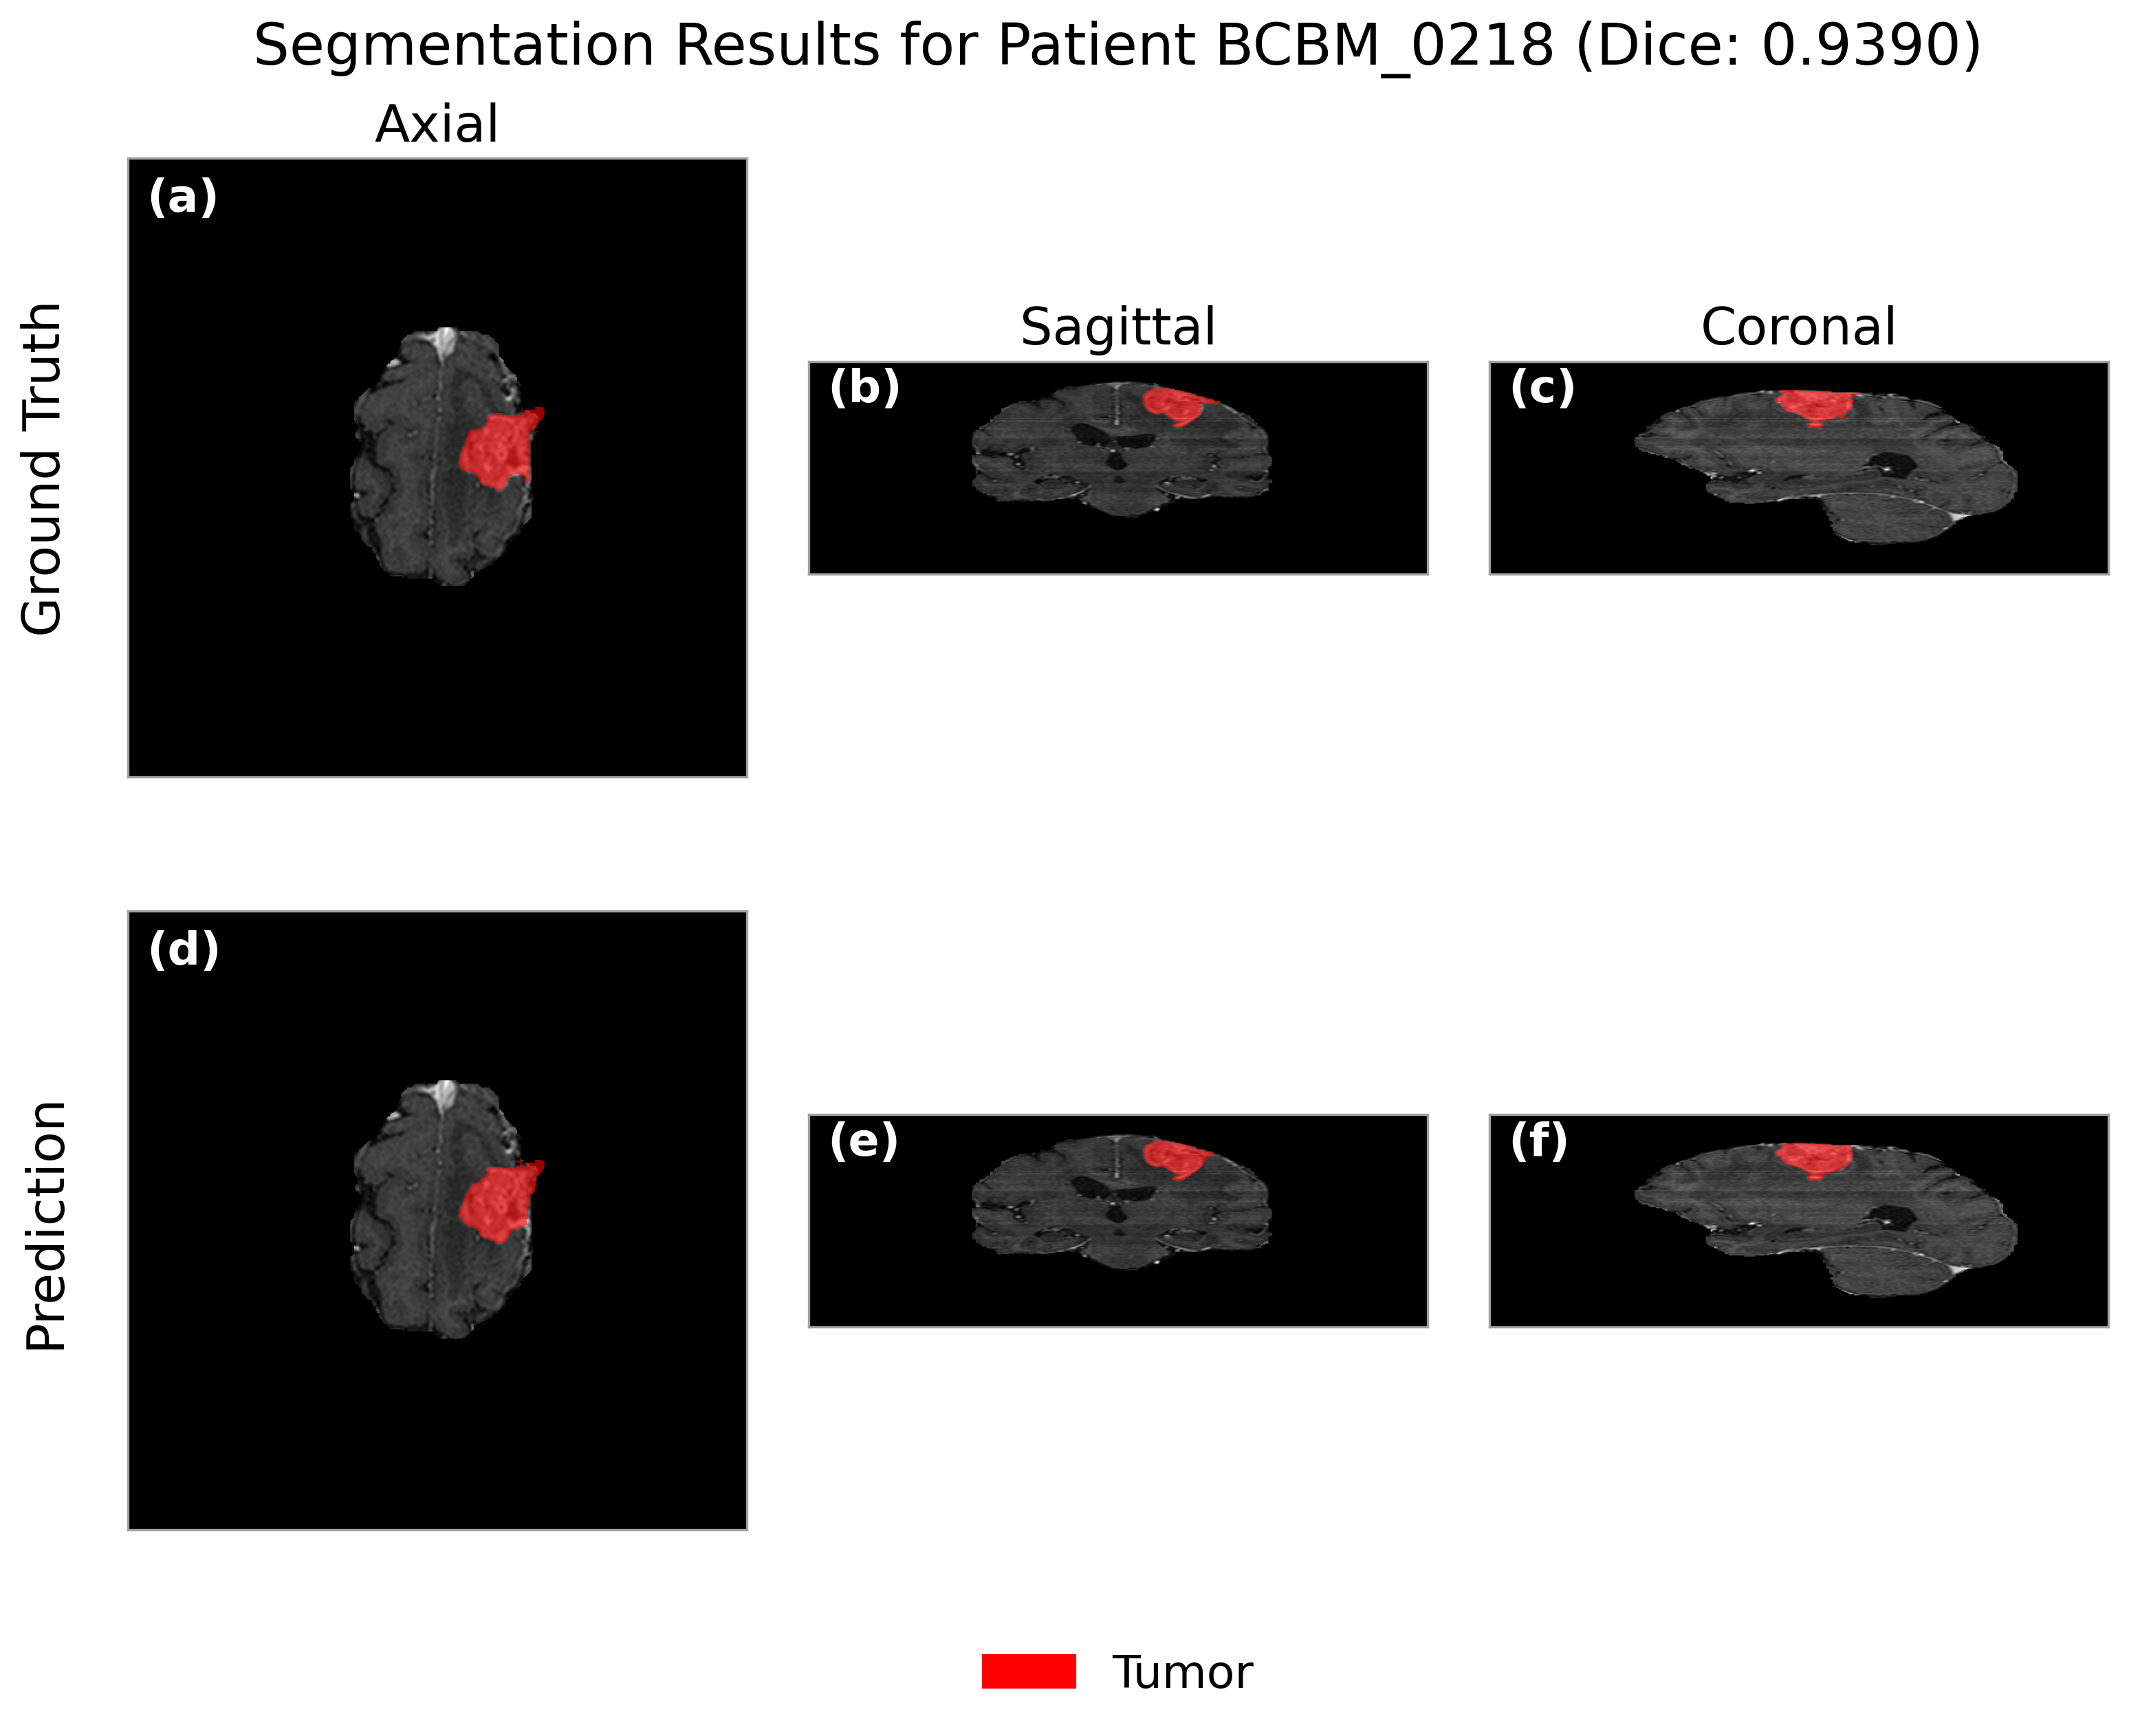 Segmentation Results for Patient BCBM_0218 (Dice: 0.9390)
Axial
Sagittal
Coronal
Ground Truth
(a)
(b)
(c)
Prediction
(d)
(e)
(f)
Tumor